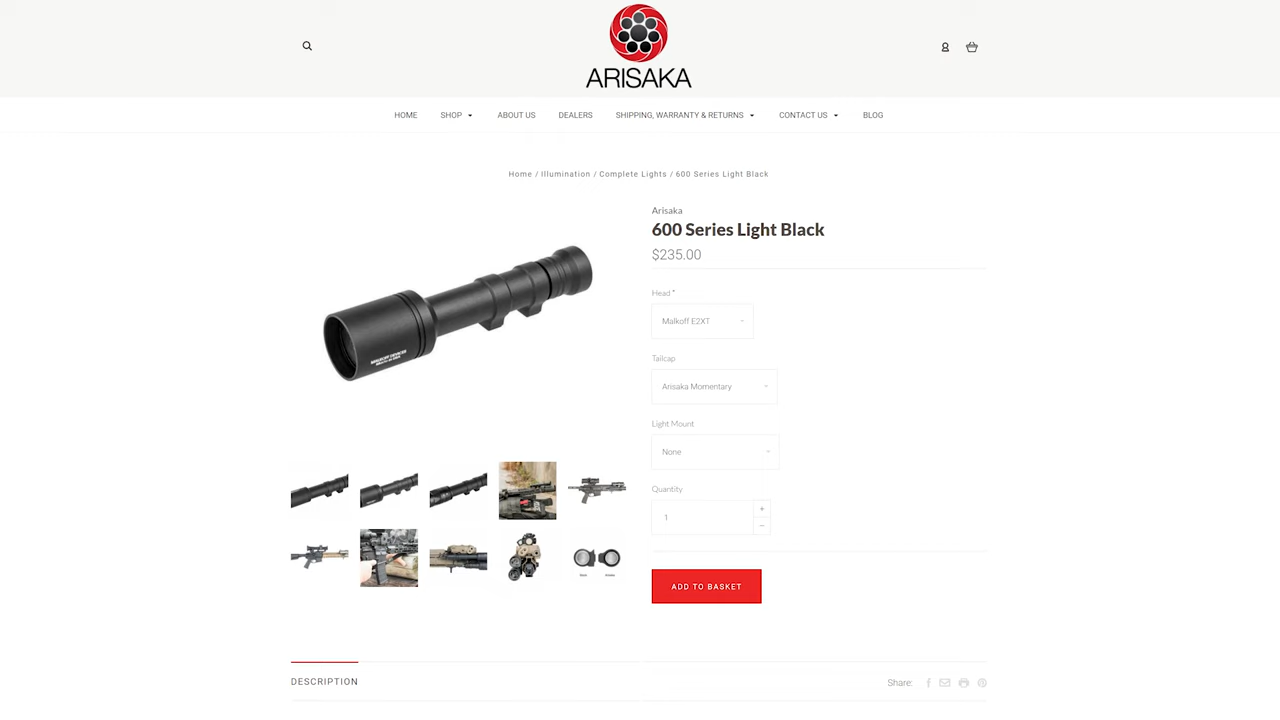 ARISAKA
HOME
SHOP
ABOUT US
DEALERS
SHIPPING, WARRANTY & RETURNS
CONTACT US
BLOG
Home / Illumination / Complete Lights / 600 Series Light Black
Arisaka
600 Series Light Black
$235.00
Head *
Malkoff E2XT
Tailcap
Arisaka Momentary
Light Mount
None
Quantity
1
+
−
ADD TO BASKET
MALKOFF DEVICES
DESCRIPTION
Share: